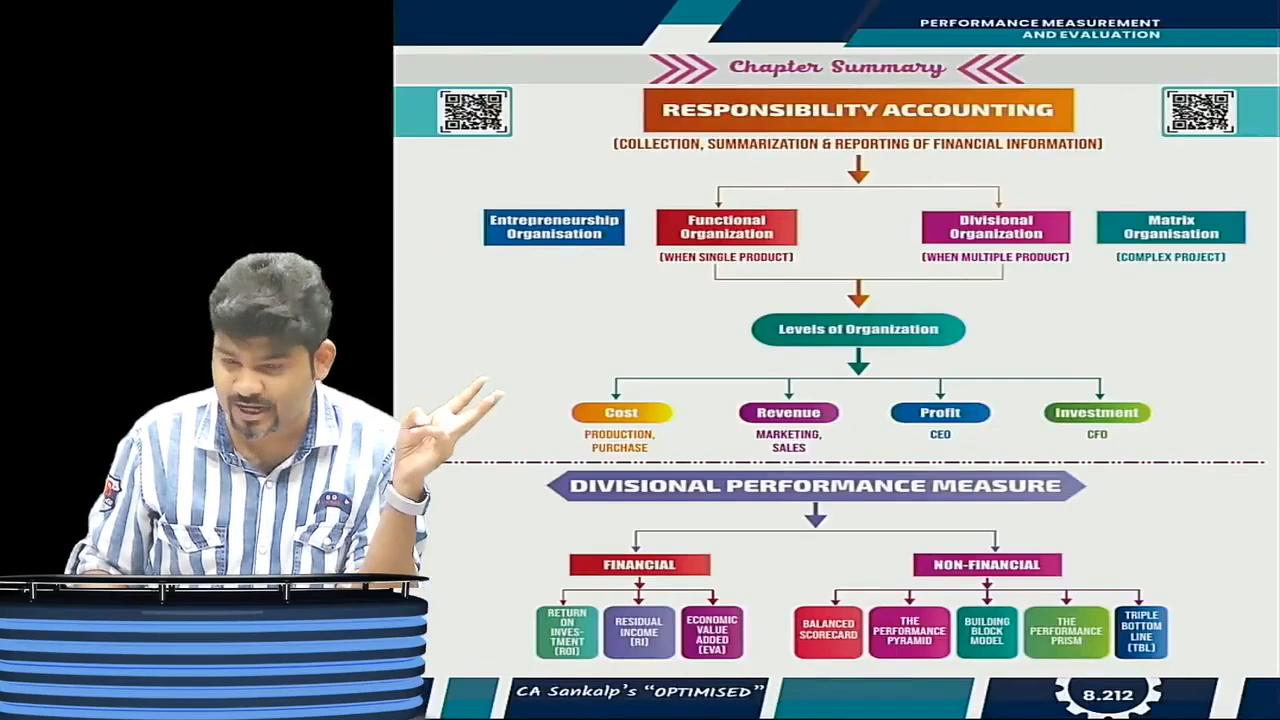 PERFORMANCE MEASUREMENT
AND EVALUATION
Chapter Summary
RESPONSIBILITY ACCOUNTING
(COLLECTION, SUMMARIZATION & REPORTING OF FINANCIAL INFORMATION)
Entrepreneurship
Organisation
Functional
Organization
(WHEN SINGLE PRODUCT)
Divisional
Organization
(WHEN MULTIPLE PRODUCT)
Matrix
Organisation
(COMPLEX PROJECT)
Levels of Organization
Cost
PRODUCTION,
PURCHASE
Revenue
MARKETING,
SALES
Profit
CEO
Investment
CFO
DIVISIONAL PERFORMANCE MEASURE
FINANCIAL
NON-FINANCIAL
RETURN
ON
INVES-
TMENT
(ROI)
RESIDUAL
INCOME
(RI)
ECONOMIC
VALUE
ADDED
(EVA)
BALANCED
SCORECARD
THE
PERFORMANCE
PYRAMID
BUILDING
BLOCK
MODEL
THE
PERFORMANCE
PRISM
TRIPLE
BOTTOM
LINE
(TBL)
CA Sankalp's "OPTIMISED"
8.212